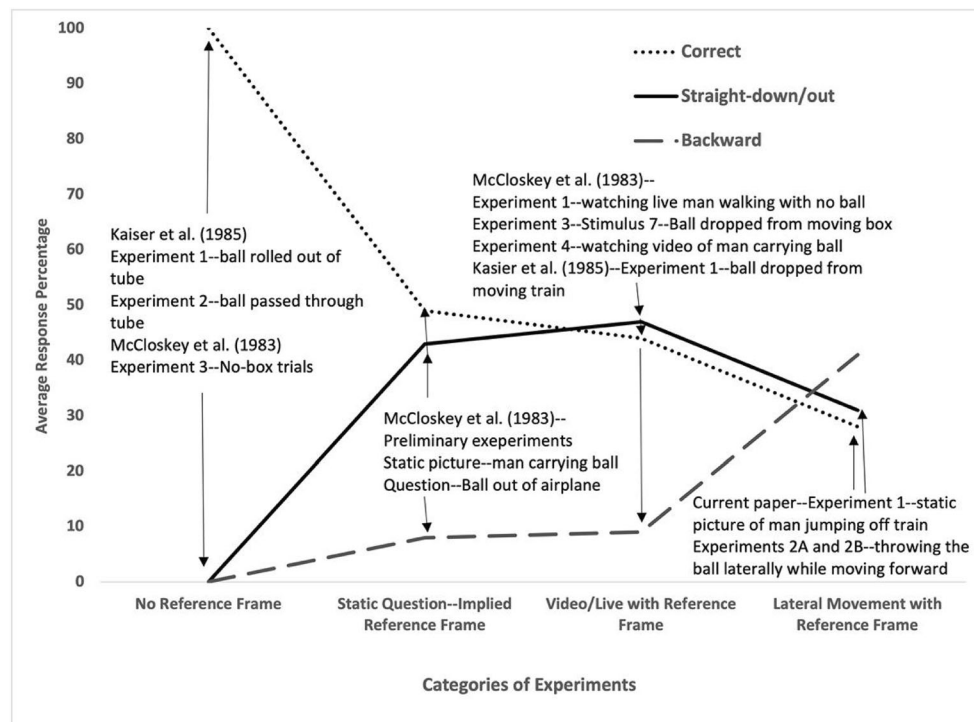 100
90
80
70
60
50
40
30
20
10
0
Average Response Percentage
Correct
Straight-down/out
Backward
Kaiser et al. (1985)
Experiment 1--ball rolled out of
tube
Experiment 2--ball passed through
tube
McCloskey et al. (1983)
Experiment 3--No-box trials
McCloskey et al. (1983)--
Preliminary exeperiments
Static picture--man carrying ball
Question--Ball out of airplane
McCloskey et al. (1983)--
Experiment 1--watching live man walking with no ball
Experiment 3--Stimulus 7--Ball dropped from moving box
Experiment 4--watching video of man carrying ball
Kasier et al. (1985)--Experiment 1--ball dropped from
moving train
Current paper--Experiment 1--static
picture of man jumping off train
Experiments 2A and 2B--throwing the
ball laterally while moving forward
No Reference Frame
Static Question--Implied
Reference Frame
Video/Live with Reference
Frame
Lateral Movement with
Reference Frame
Categories of Experiments